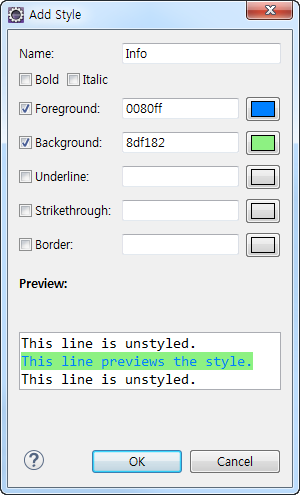 Add Style
Name: Info
Bold Italic
Foreground: 0080ff
Background: 8df182
Underline:
Strikethrough:
Border:
Preview:
This line is unstyled.
This line previews the style.
This line is unstyled.
? OK Cancel